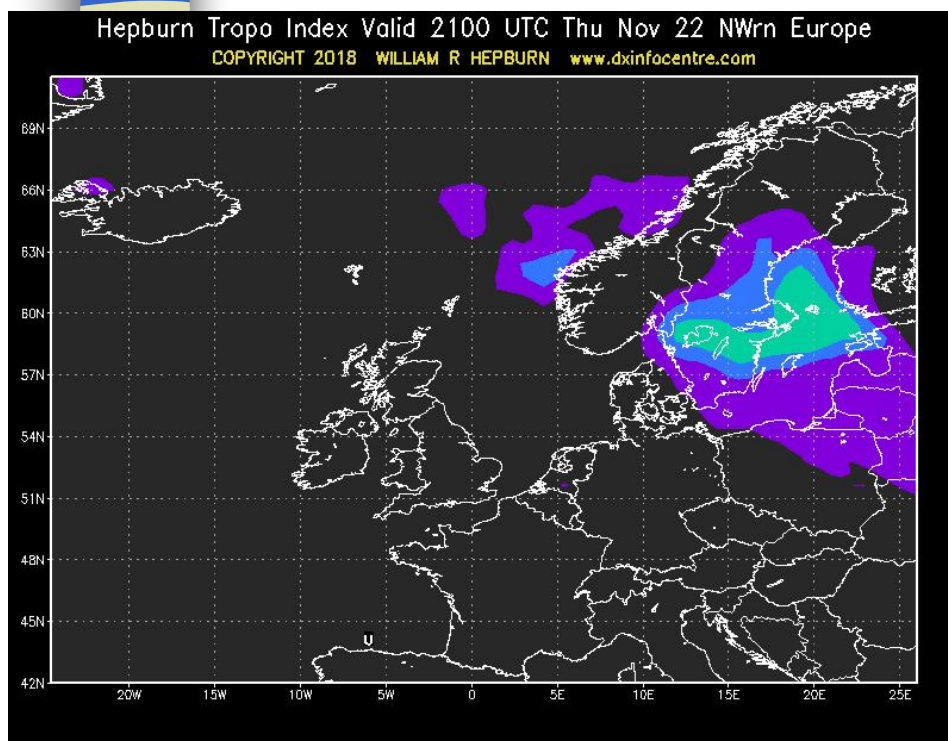 Hepburn Tropo Index Valid 2100 UTC Thu Nov 22 NWrn Europe
COPYRIGHT 2018 WILLIAM R HEPBURN www.dxinfocentre.com
69N
66N
63N
60N
57N
54N
51N
48N
45N
U
42N
20W 15W 10W 5W 0 5E 10E 15E 20E 25E